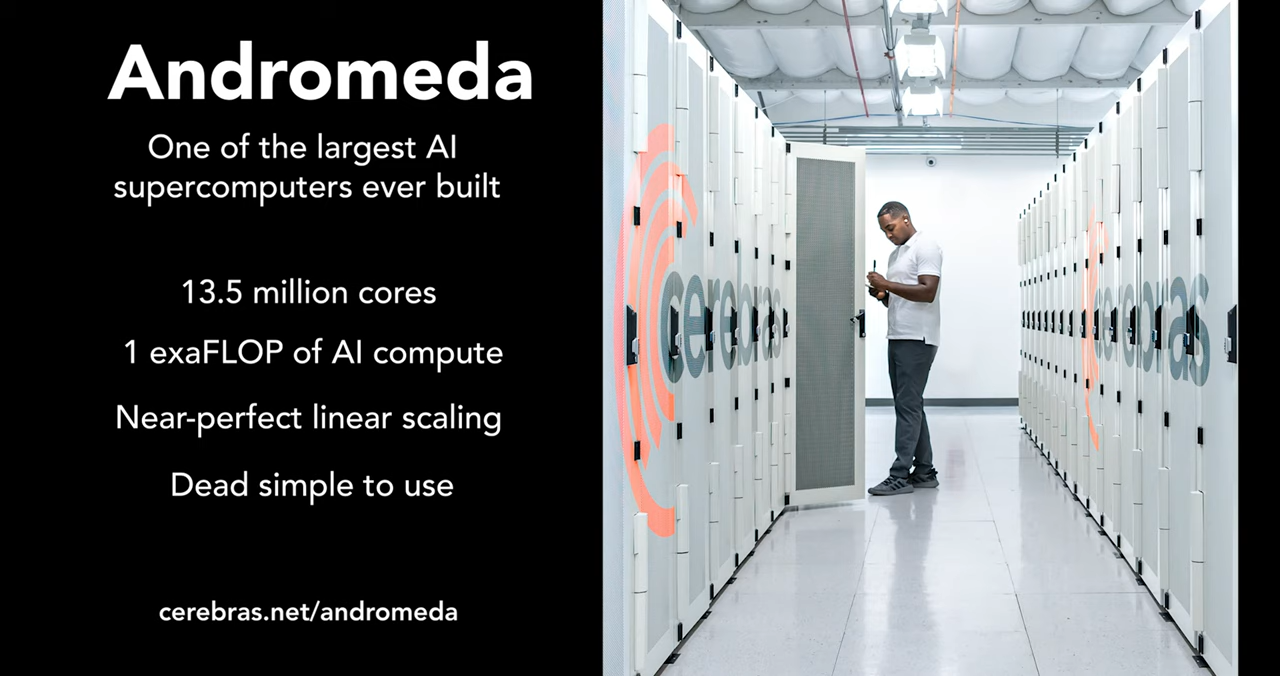 Andromeda
One of the largest AI
supercomputers ever built
13.5 million cores
1 exaFLOP of AI compute
Near-perfect linear scaling
Dead simple to use
cerebras.net/andromeda
cerebras
cerebras